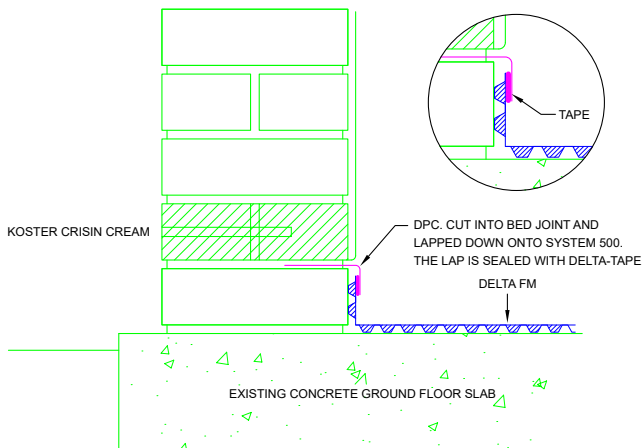 TAPE
KOSTER CRISIN CREAM
DPC. CUT INTO BED JOINT AND
LAPPED DOWN ONTO SYSTEM 500.
THE LAP IS SEALED WITH DELTA-TAPE
DELTA FM
EXISTING CONCRETE GROUND FLOOR SLAB